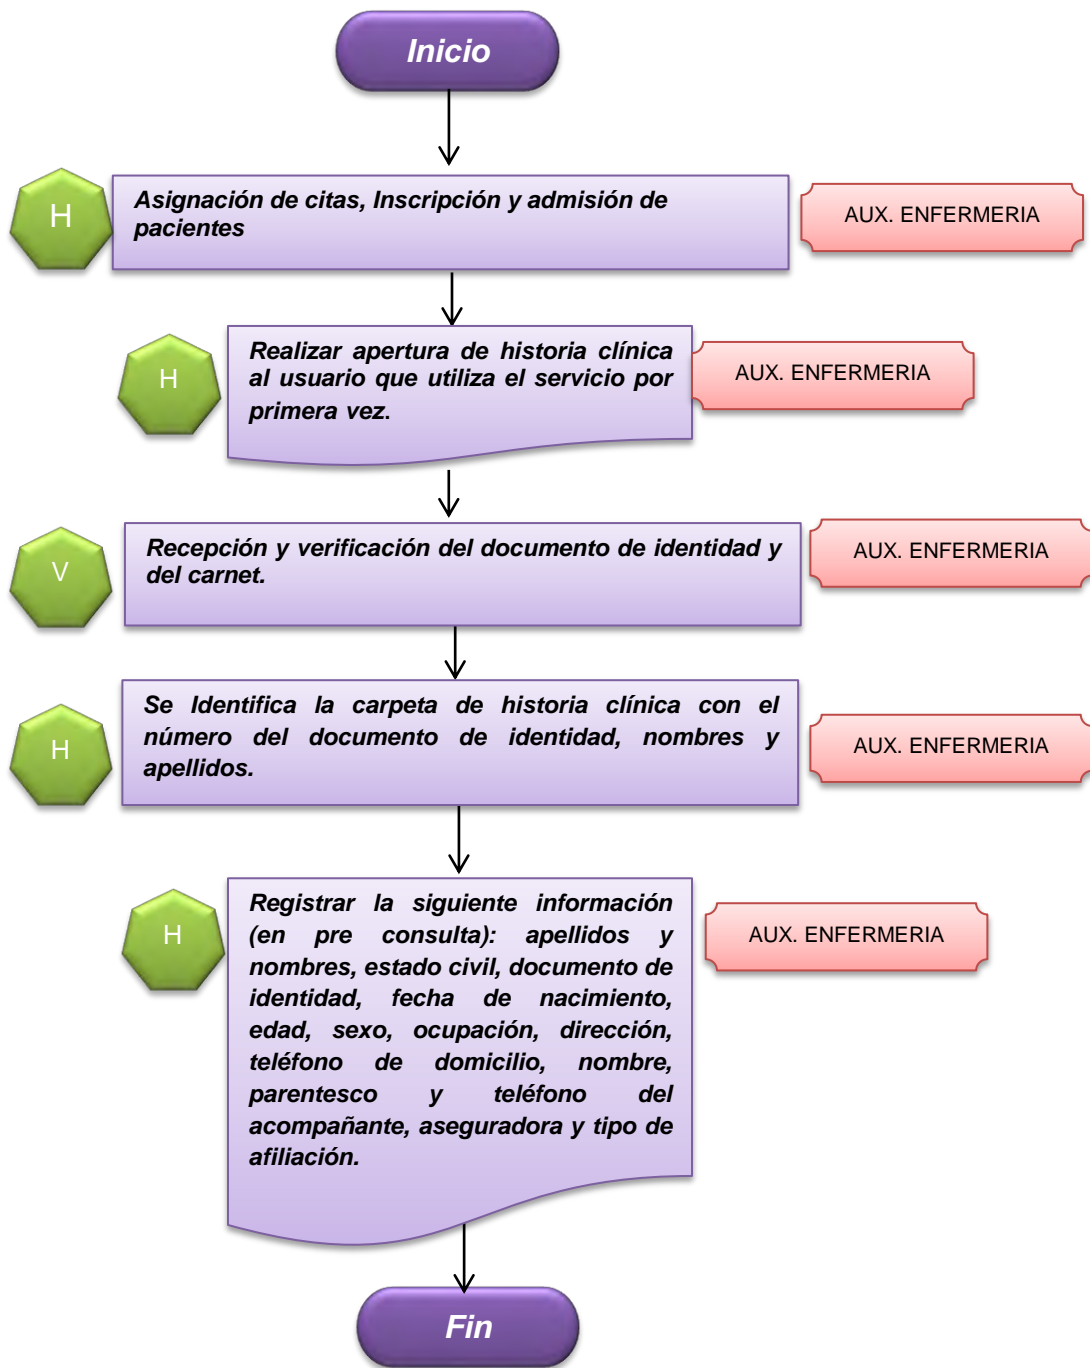 Inicio
H
Asignación de citas, Inscripción y admisión de
pacientes
AUX. ENFERMERIA
H
Realizar apertura de historia clínica
al usuario que utiliza el servicio por
primera vez.
AUX. ENFERMERIA
V
Recepción y verificación del documento de identidad y
del carnet.
AUX. ENFERMERIA
H
Se Identifica la carpeta de historia clínica con el
número del documento de identidad, nombres y
apellidos.
AUX. ENFERMERIA
H
Registrar la siguiente información
(en pre consulta): apellidos y
nombres, estado civil, documento de
identidad, fecha de nacimiento,
edad, sexo, ocupación, dirección,
teléfono de domicilio, nombre,
parentesco y teléfono del
acompañante, aseguradora y tipo de
afiliación.
AUX. ENFERMERIA
Fin